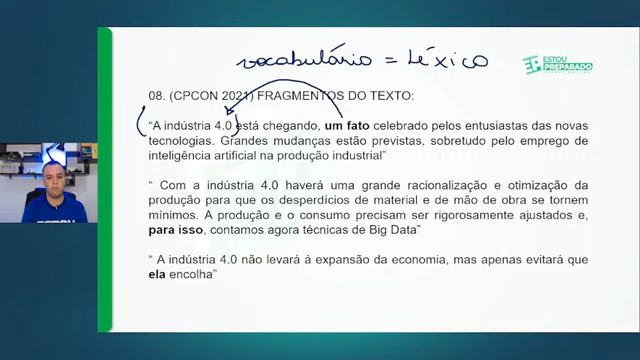 vocabulário = Léxico
ESTOU
PREPARADO
08. (CPCON 2021) FRAGMENTOS DO TEXTO:
“A indústria 4.0 está chegando, um fato celebrado pelos entusiastas das novas
tecnologias. Grandes mudanças estão previstas, sobretudo pelo emprego de
inteligência artificial na produção industrial”
“ Com a indústria 4.0 haverá uma grande racionalização e otimização da
produção para que os desperdícios de material e de mão de obra se tornem
mínimos. A produção e o consumo precisam ser rigorosamente ajustados e,
para isso, contamos agora técnicas de Big Data”
“ A indústria 4.0 não levará á expansão da economia, mas apenas evitará que
ela encolha”